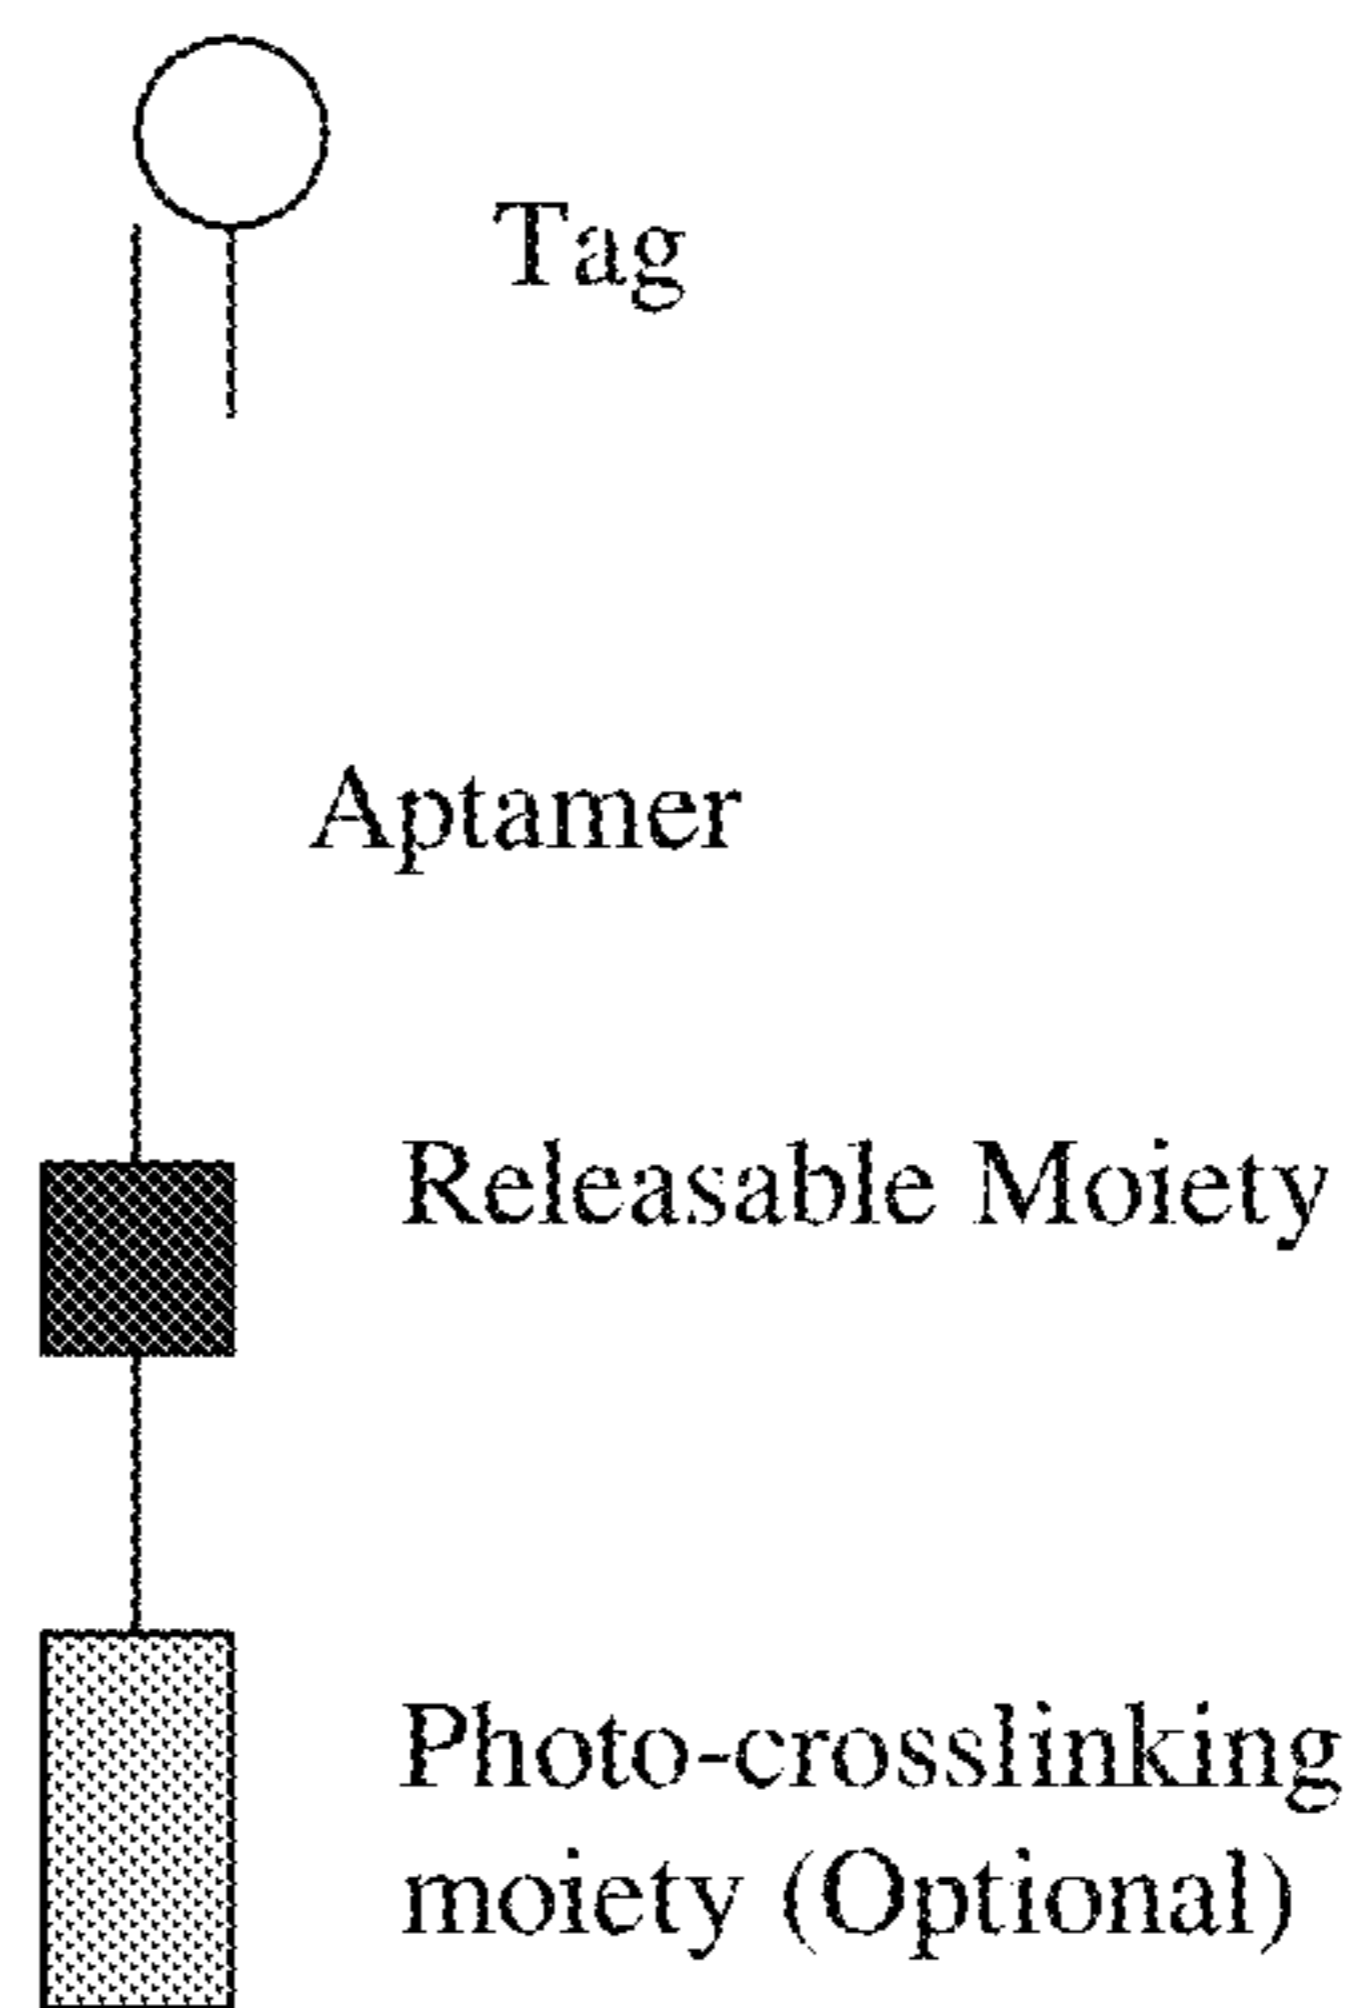 Tag
Aptamer
Releasable Moiety
Photo-crosslinking
moiety (Optional)